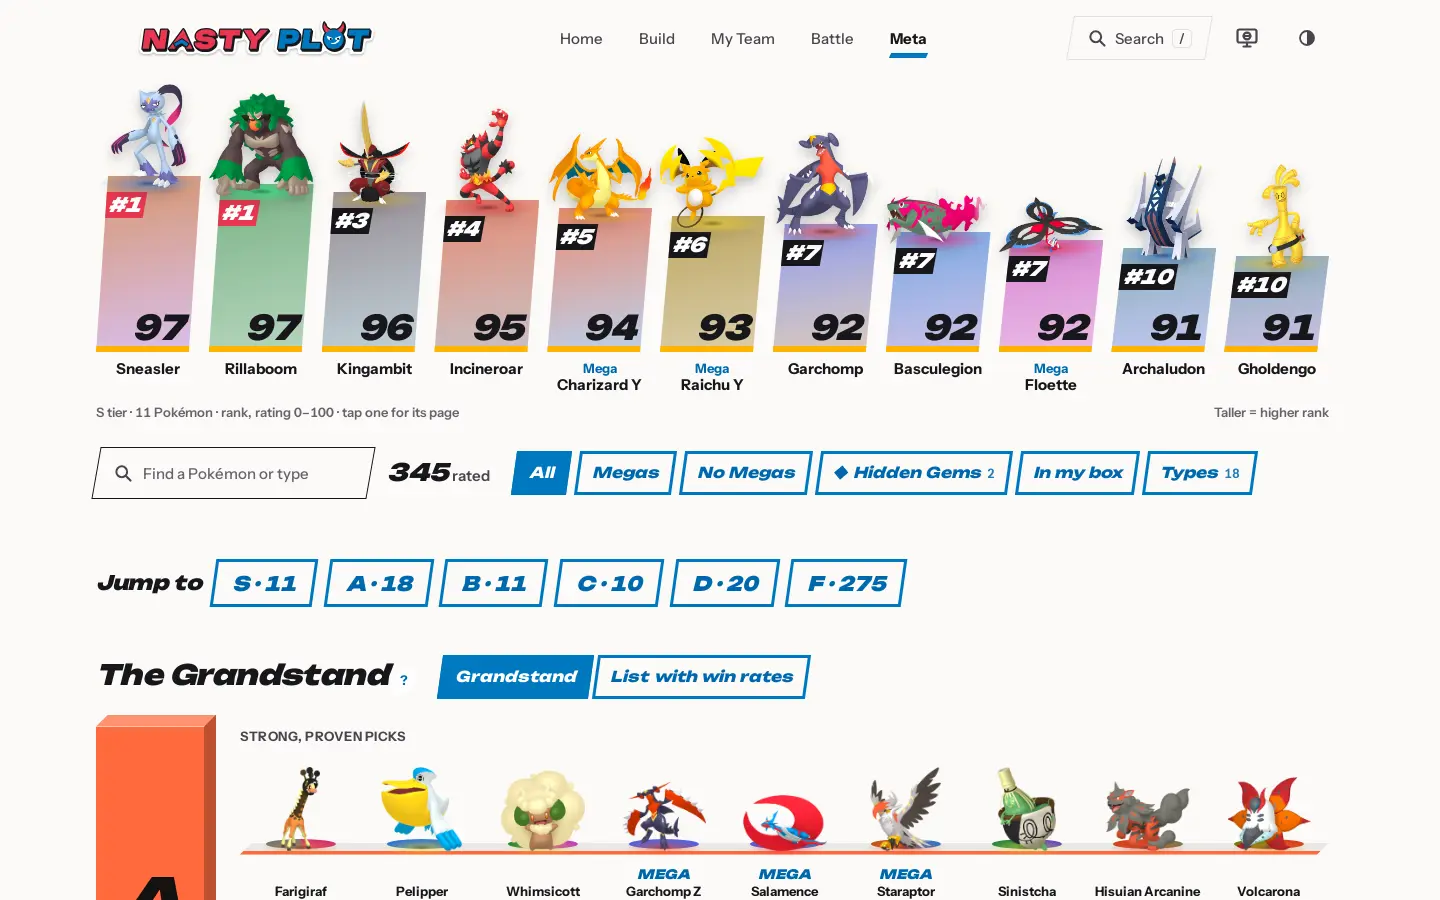 NASTY PLOT
Home
Build
My Team
Battle
Meta
Search /
#1
#1
#3
#4
#5
#6
#7
#7
#7
#10
#10
97
97
96
95
94
93
92
92
92
91
91
Sneasler
Rillaboom
Kingambit
Incineroar
Mega
Charizard Y
Mega
Raichu Y
Garchomp
Basculegion
Mega
Floette
Archaludon
Gholdengo
S tier · 11 Pokémon · rank, rating 0–100 · tap one for its page
Taller = higher rank
Find a Pokémon or type
345 rated
All
Megas
No Megas
◆ Hidden Gems 2
In my box
Types 18
Jump to
S · 11
A · 18
B · 11
C · 10
D · 20
F · 275
The Grandstand ?
Grandstand
List with win rates
A
STRONG, PROVEN PICKS
Farigiraf
Pelipper
Whimsicott
MEGA
Garchomp Z
MEGA
Salamence
MEGA
Staraptor
Sinistcha
Hisuian Arcanine
Volcarona